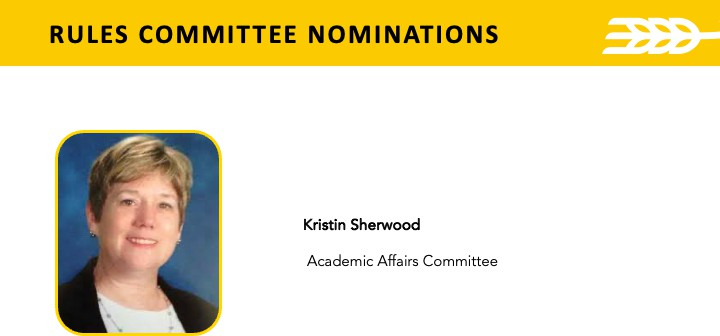 RULES COMMITTEE NOMINATIONS
Kristin Sherwood
Academic Affairs Committee